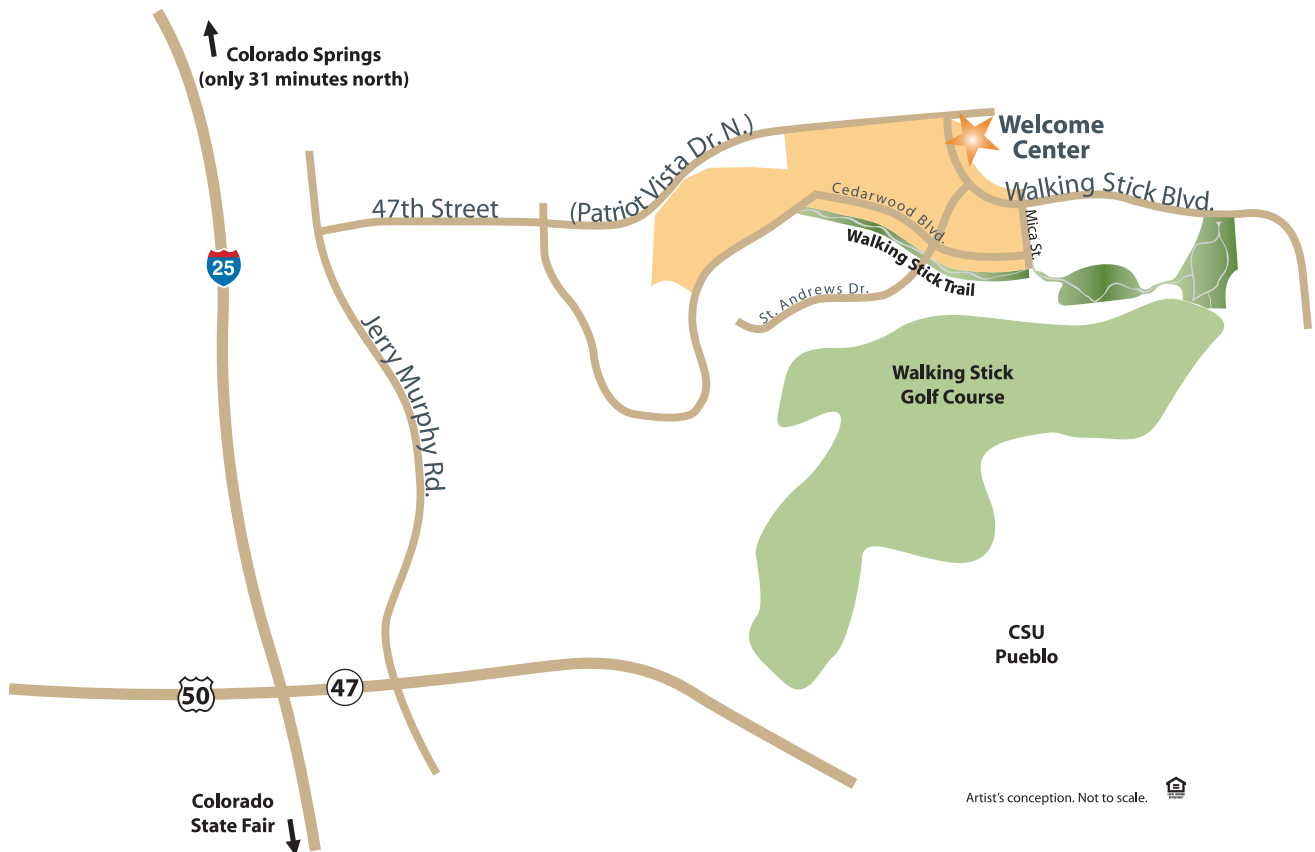 Colorado Springs
(only 31 minutes north)
Welcome
Center
(Patriot Vista Dr. N.)
47th Street
Walking Stick Blvd.
Cedarwood Blvd.
Mica St.
Walking Stick Trail
St. Andrews Dr.
25
Jerry Murphy Rd.
Walking Stick
Golf Course
CSU
Pueblo
50
47
Colorado
State Fair
Artist's conception. Not to scale.